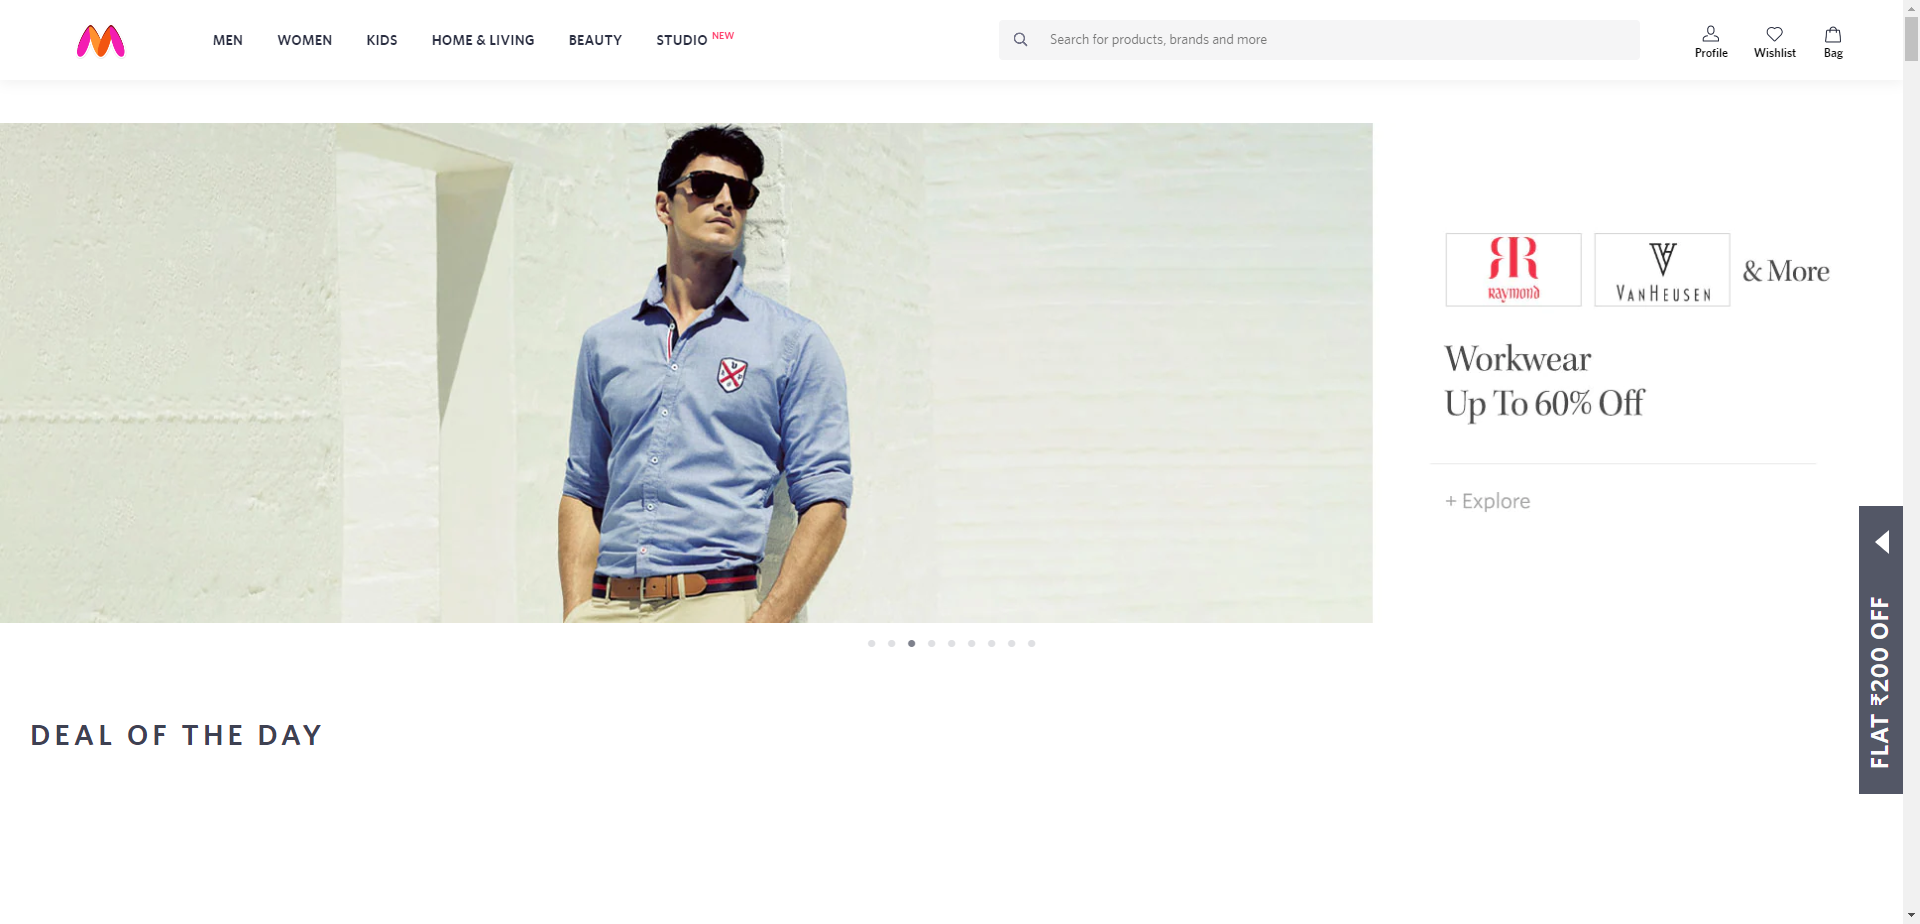 MEN WOMEN KIDS HOME & LIVING BEAUTY STUDIO NEW
Search for products, brands and more
Profile Wishlist Bag
Raymond VAN HEUSEN & More
Workwear
Up To 60% Off
+ Explore
FLAT ₹200 OFF
DEAL OF THE DAY